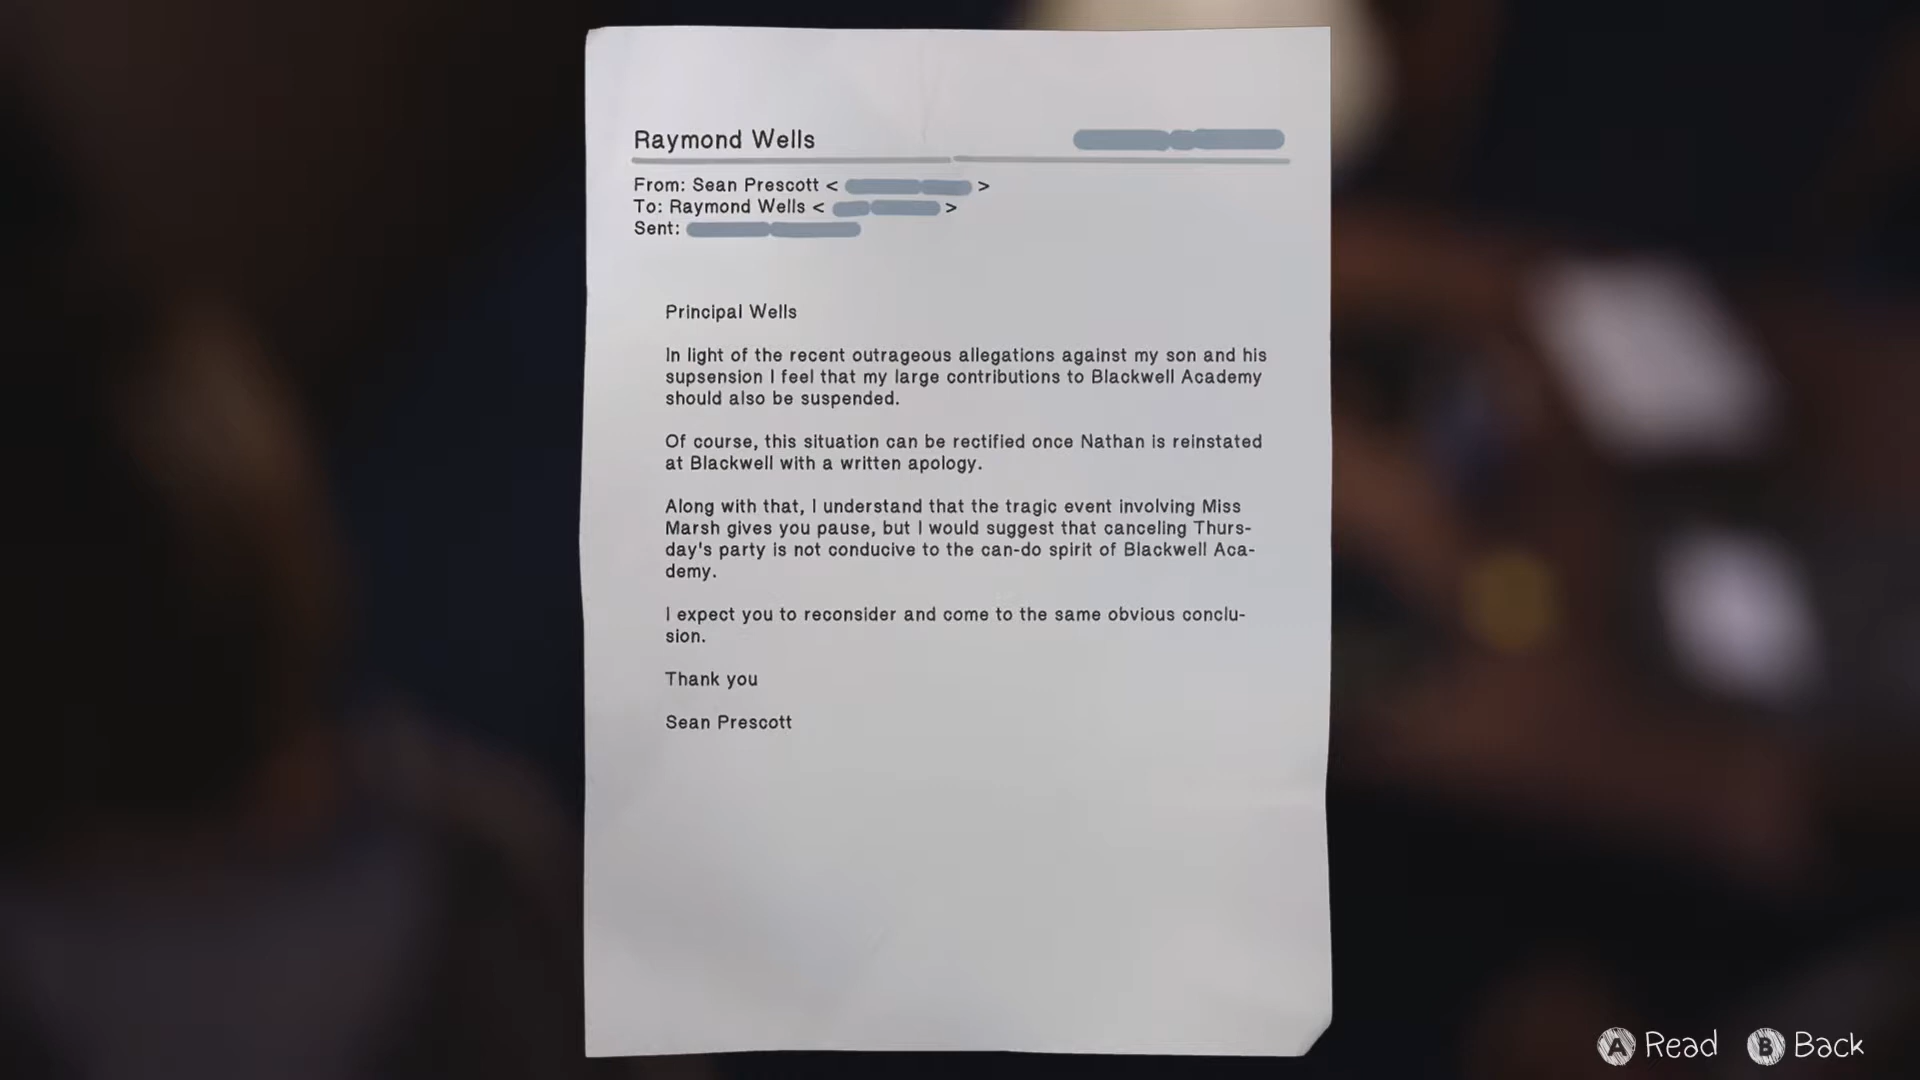 Raymond Wells
From: Sean Prescott < >
To: Raymond Wells < >
Sent:
Principal Wells
In light of the recent outrageous allegations against my son and his
supsension I feel that my large contributions to Blackwell Academy
should also be suspended.
Of course, this situation can be rectified once Nathan is reinstated
at Blackwell with a written apology.
Along with that, I understand that the tragic event involving Miss
Marsh gives you pause, but I would suggest that canceling Thurs-
day's party is not conducive to the can-do spirit of Blackwell Aca-
demy.
I expect you to reconsider and come to the same obvious conclu-
sion.
Thank you
Sean Prescott
A Read B Back